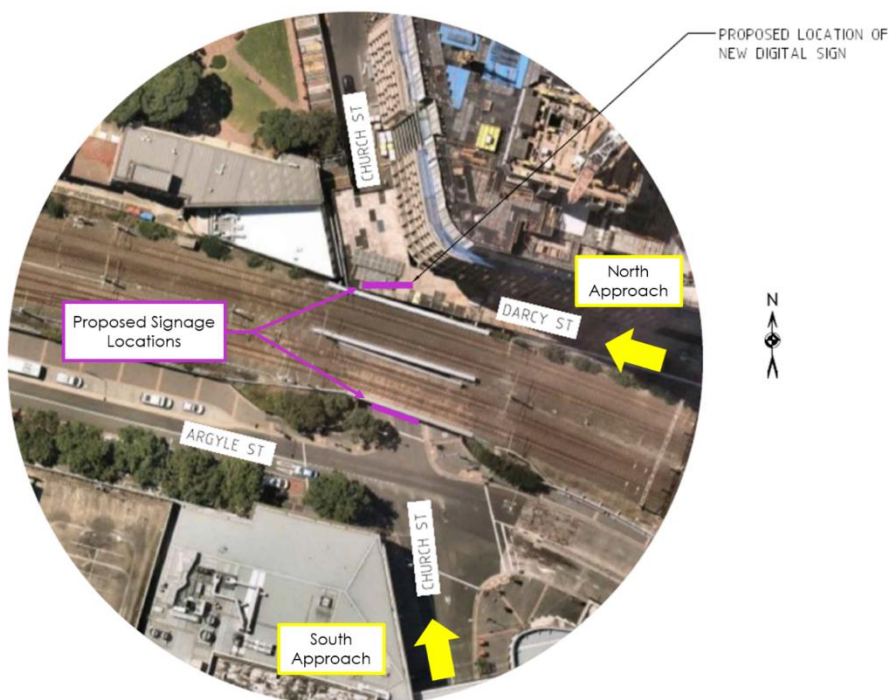 PROPOSED LOCATION OF
NEW DIGITAL SIGN
CHURCH ST
North
Approach
N
Proposed Signage
Locations
DARCY ST
ARGYLE ST
CHURCH ST
South
Approach